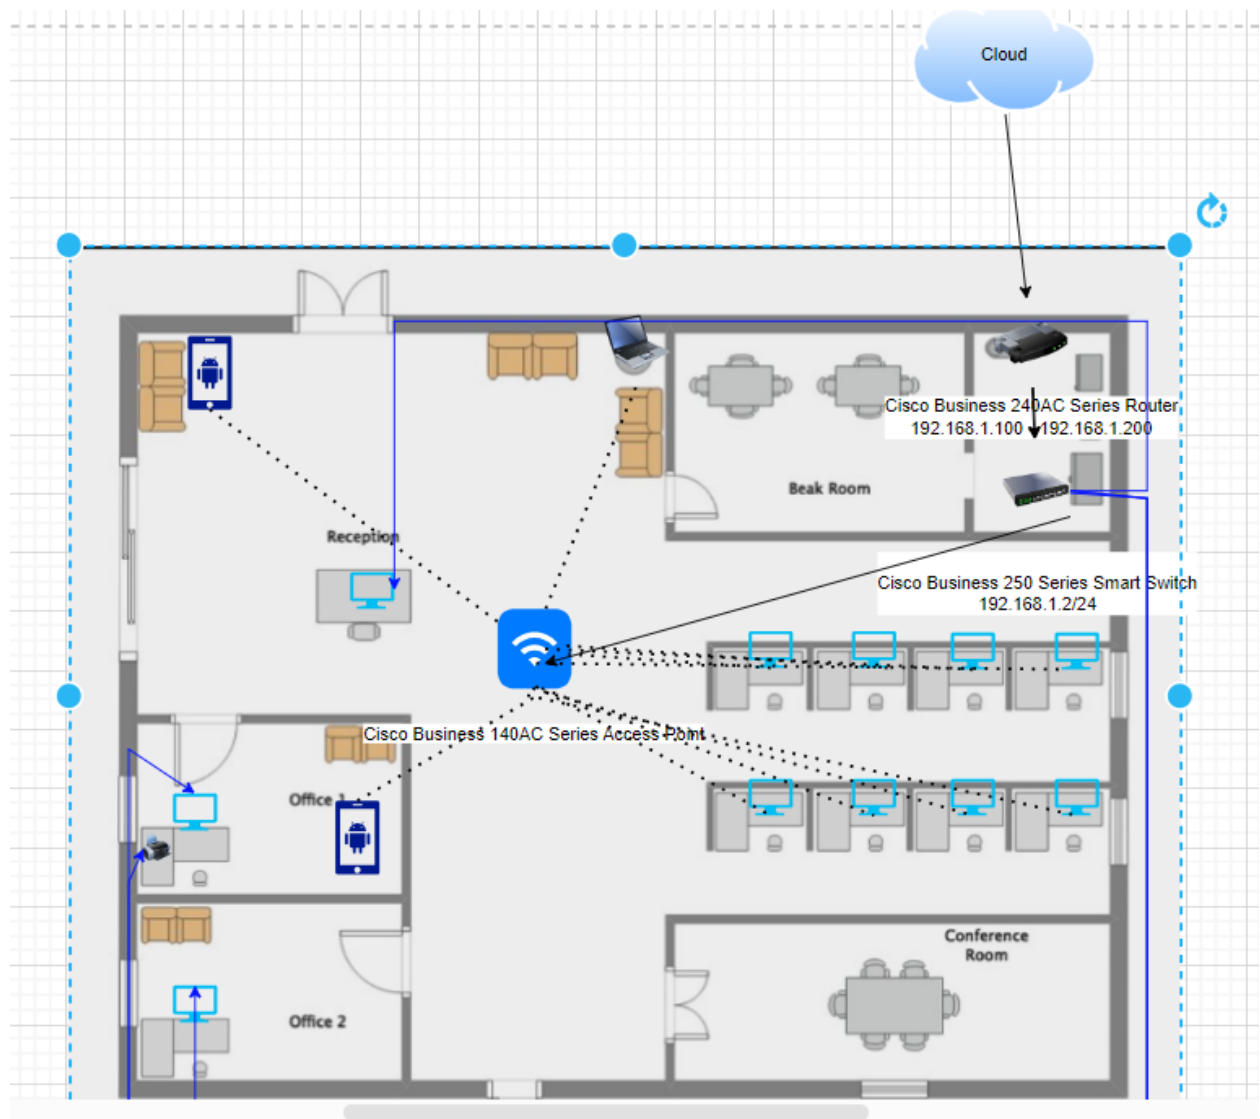 Cloud
Cisco Business 240AC Series Router
192.168.1.100 - 192.168.1.200
Beak Room
Reception
Cisco Business 250 Series Smart Switch
192.168.1.2/24
Cisco Business 140AC Series Access Point
Office 1
Conference
Room
Office 2